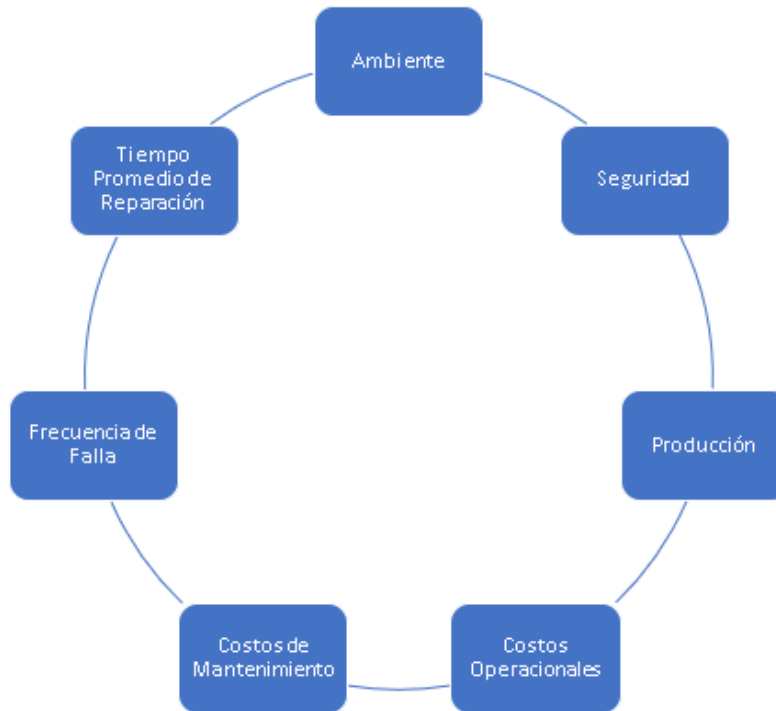 Ambiente
Seguridad
Producción
Costos
Operacionales
Costos de
Mantenimiento
Frecuencia de
Falla
Tiempo
Promedio de
Reparación